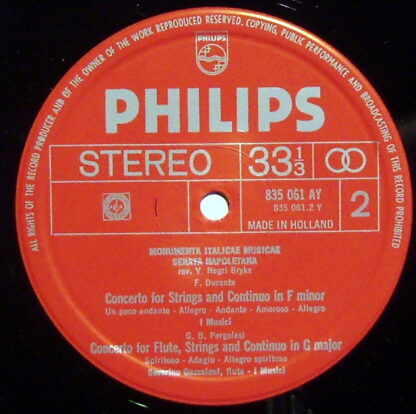 ALL RIGHTS OF THE RECORD PRODUCER AND OF THE OWNER OF THE WORK REPRODUCED RESERVED. COPYING, PUBLIC PERFORMANCE AND BROADCASTING OF THIS RECORD PROHIBITED
PHILIPS
PHILIPS
STEREO 33 1/3
835 061 AY
835 061.2 Y
2
MADE IN HOLLAND
MONUMENTA ITALICAE MUSICAE
SERATA NAPOLETANA
rev. V. Negri Bryks
F. Durante
Concerto for Strings and Continuo in F minor
Un poco andante - Allegro - Andante - Amoroso - Allegro
I Musici
G. B. Pergolesi
Concerto for Flute, Strings and Continuo in G major
Spiritoso - Adagio - Allegro spiritoso
Severino Gazzeloni, flute - I Musici